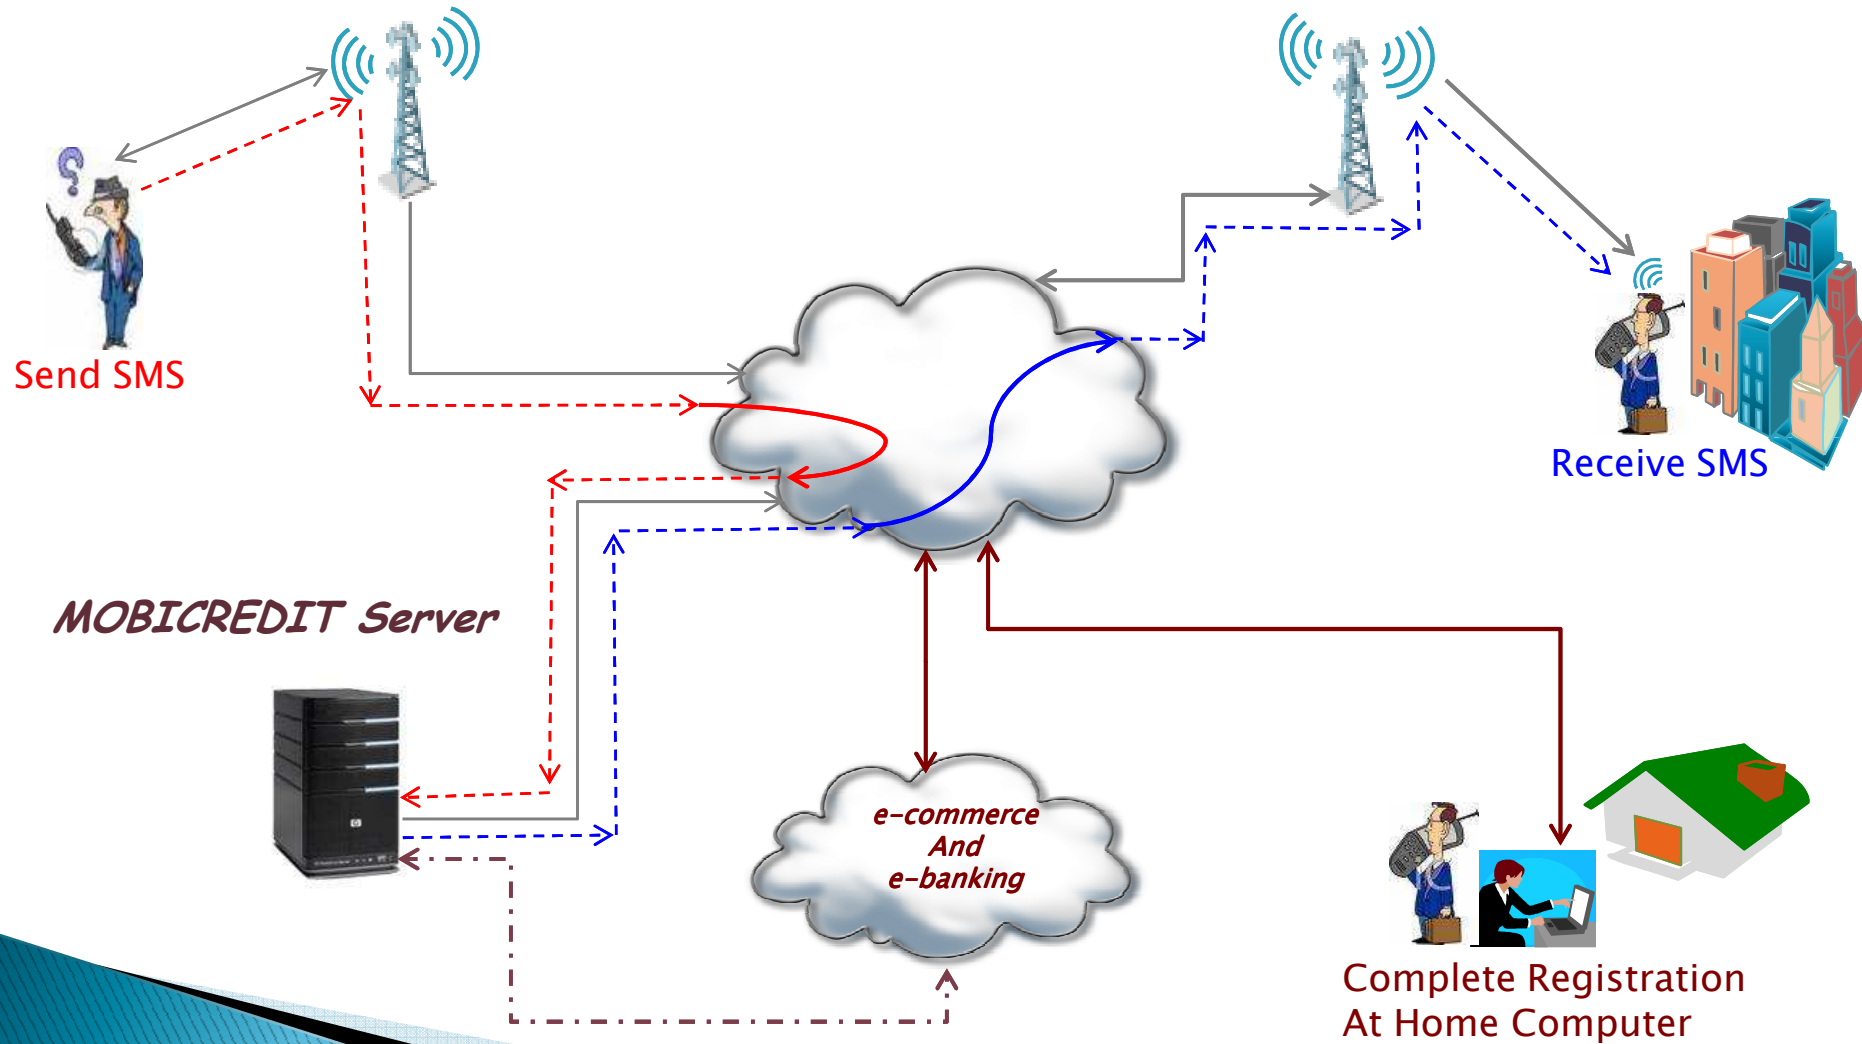 Send SMS
Receive SMS
MOBICREDIT Server
e-commerce
And
e-banking
Complete Registration
At Home Computer